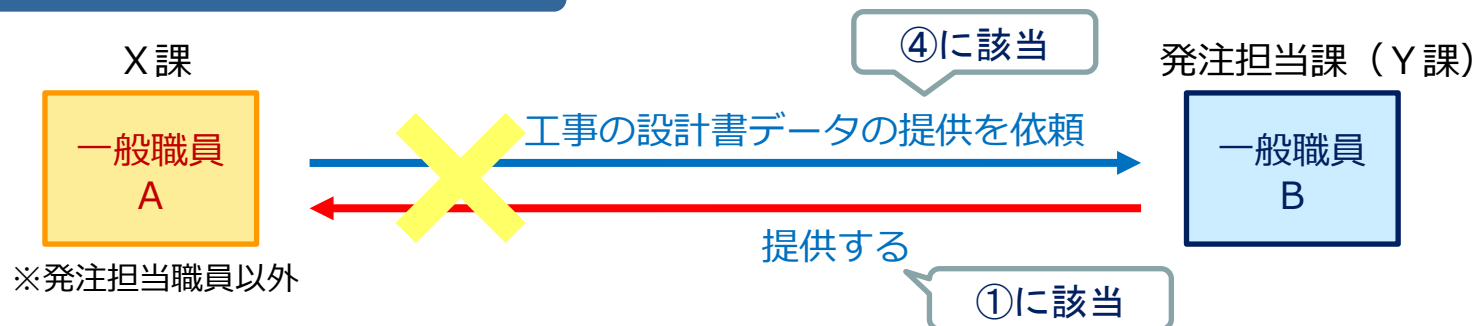 ④に該当
X課
発注担当課(Y課)
工事の設計書データの提供を依頼
一般職員
A
一般職員
B
提供する
※発注担当職員以外
①に該当